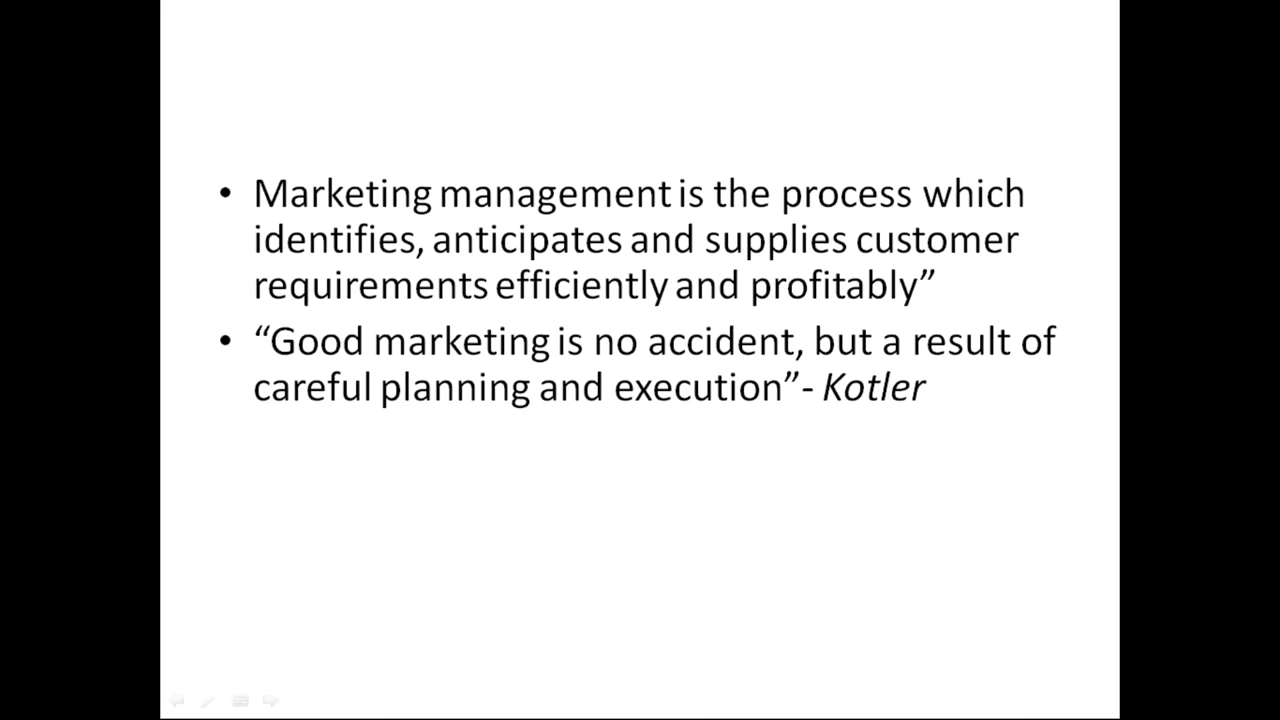 • Marketing management is the process which
identifies, anticipates and supplies customer
requirements efficiently and profitably”
• “Good marketing is no accident, but a result of
careful planning and execution”- Kotler